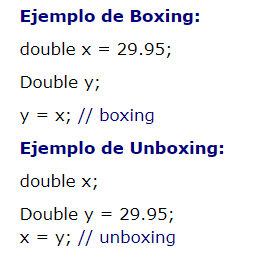 Ejemplo de Boxing:
double x = 29.95;
Double y;
y = x; // boxing
Ejemplo de Unboxing:
double x;
Double y = 29.95;
x = y; // unboxing